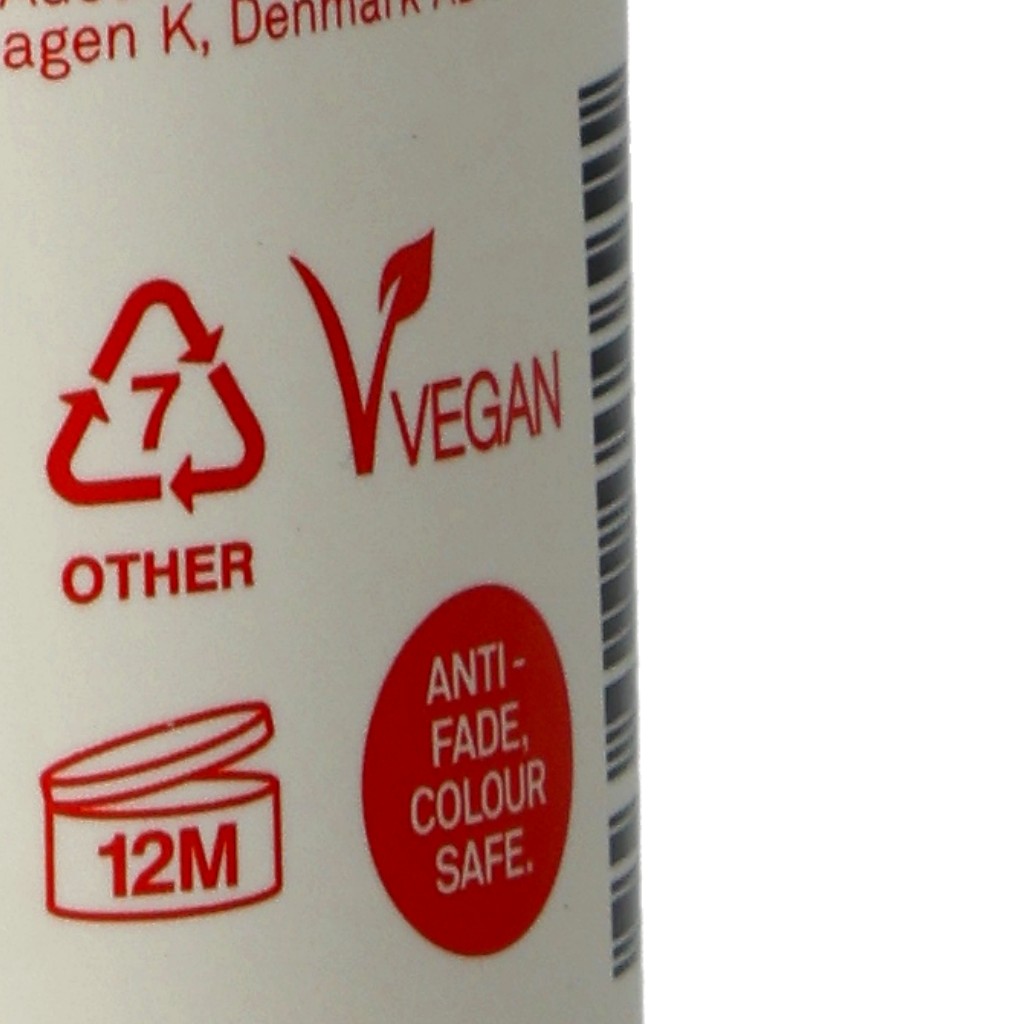 agen K, Denmark
7
VEGAN
OTHER
ANTI-
FADE,
COLOUR
SAFE.
12M